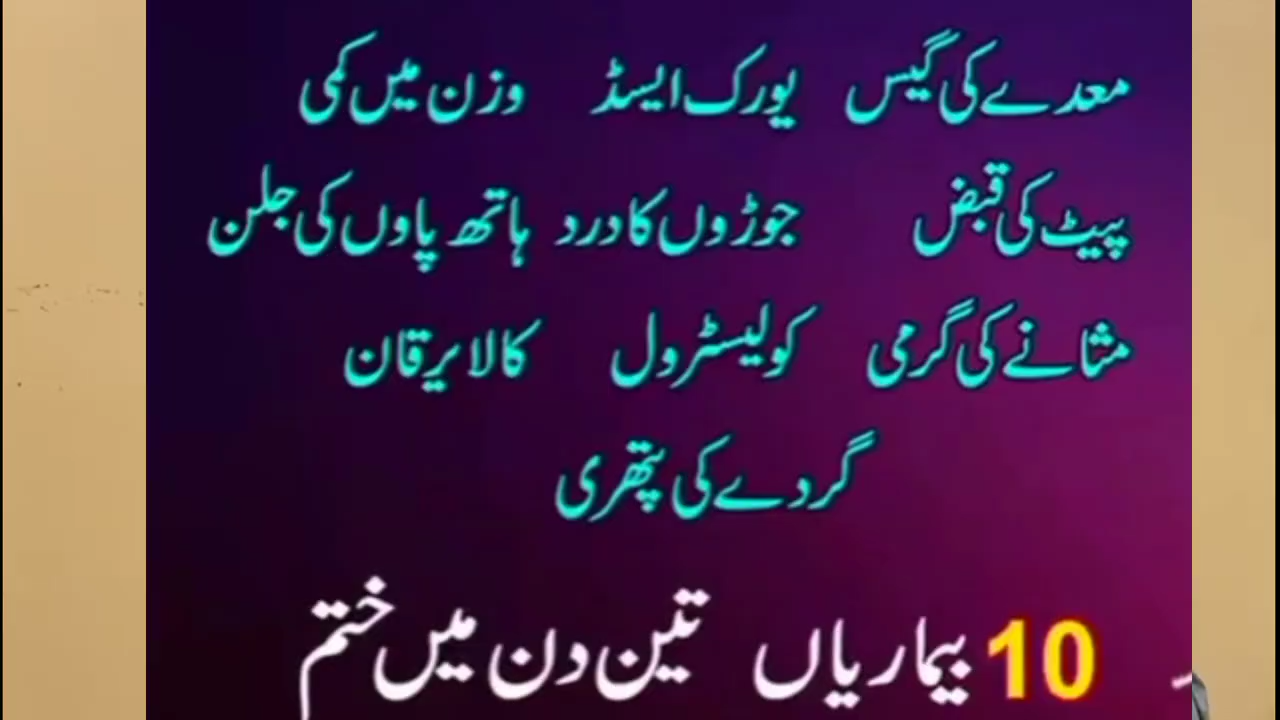 معدے کی گیس یورک ایسڈ وزن میں کمی
پیٹ کی قبض جوڑوں کا درد ہاتھ پاوں کی جلن
مثانے کی گرمی کولیسٹرول کالا یرقان
گردے کی پتھری
10 بیماریاں تین دن میں ختم